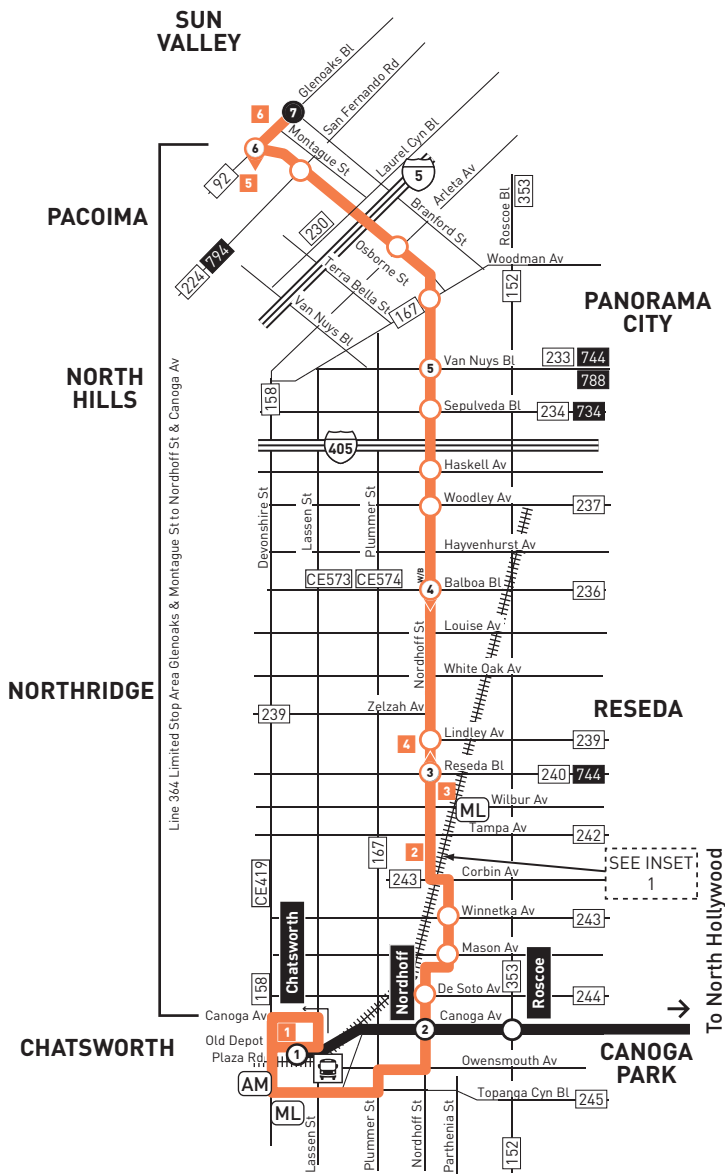 SUN
VALLEY
Glenoaks Bl
San Fernando Rd
6
7
Montague St
Laurel Cyn Bl
6
5
92
5
Arleta Av
Roscoe Bl
353
PACOIMA
230
Branford St
Osborne St
Woodman Av
224
794
Terra Bella St
167
152
Van Nuys Bl
PANORAMA
CITY
NORTH
HILLS
5
Van Nuys Bl
233
744
788
158
Sepulveda Bl
234
734
405
Haskell Av
Line 364 Limited Stop Area Glenoaks & Montague St to Nordhoff St & Canoga Av
Devonshire St
Lassen St
Plummer St
Woodley Av
237
Hayvenhurst Av
CE573
CE574
W/B
4
Balboa Bl
236
Louise Av
Nordhoff St
White Oak Av
NORTHRIDGE
Zelzah Av
239
RESEDA
4
Lindley Av
239
3
Reseda Bl
240
744
3
Wilbur Av
ML
Tampa Av
242
167
2
SEE INSET
1
CE419
243
Corbin Av
Winnetka Av
243
Chatsworth
Nordhoff
Mason Av
353
Roscoe
158
De Soto Av
244
To North Hollywood
Canoga Av
1
2
Canoga Av
CHATSWORTH
Old Depot
Plaza Rd
1
Owensmouth Av
CANOGA
PARK
AM
ML
Topanga Cyn Bl
245
Lassen St
Plummer St
Nordhoff St
Parthenia St
152